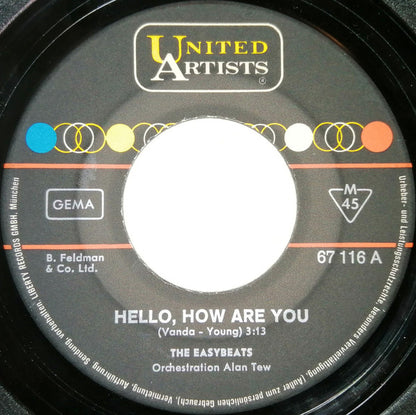 UNITED
ARTISTS
®
GEMA
M
45
B. Feldman
& Co. Ltd.
67 116 A
HELLO, HOW ARE YOU
(Vanda - Young) 3:13
THE EASYBEATS
Orchestration Alan Tew
Urheber- und Leistungsschutzrechte, besonders Vervielfältigung (Außer zum persönlichen Gebrauch), Aufführung, Vermietung, Sendung, vorbehalten. LIBERTY RECORDS GMBH, München